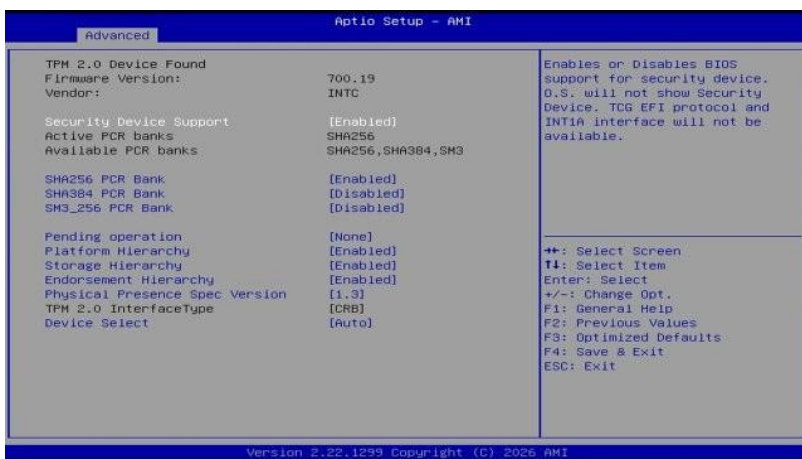 Aptio Setup - AMI
Advanced
TPM 2.0 Device Found
Firmware Version: 700.19
Vendor: INTC
Security Device Support [Enabled]
Active PCR banks SHA256
Available PCR banks SHA256,SHA384,SM3
SHA256 PCR Bank [Enabled]
SHA384 PCR Bank [Disabled]
SM3_256 PCR Bank [Disabled]
Pending operation [None]
Platform Hierarchy [Enabled]
Storage Hierarchy [Enabled]
Endorsement Hierarchy [Enabled]
Physical Presence Spec Version [1.3]
TPM 2.0 InterfaceType [CRB]
Device Select [Auto]
Enables or Disables BIOS
support for security device.
O.S. will not show Security
Device. TCG EFI protocol and
INT1A interface will not be
available.
→←: Select Screen
↑↓: Select Item
Enter: Select
+/-: Change Opt.
F1: General Help
F2: Previous Values
F3: Optimized Defaults
F4: Save & Exit
ESC: Exit
Version 2.22.1299 Copyright (C) 2026 AMI